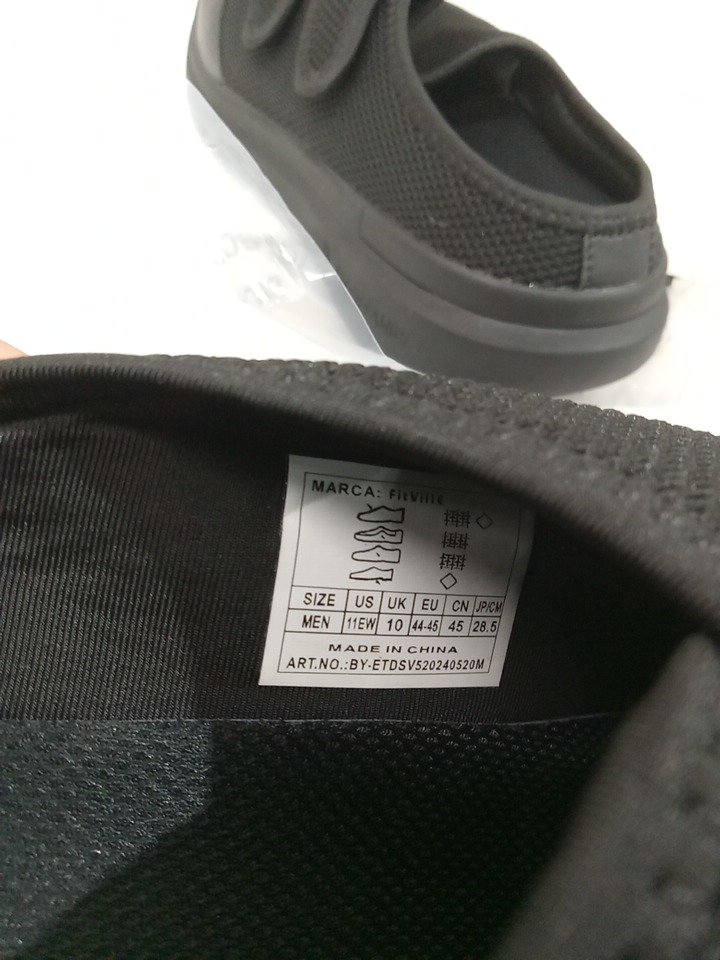 MARCA: FitVille
SIZE US UK EU CN JP/CM
MEN 11EW 10 44-45 45 28.5
MADE IN CHINA
ART.NO.:BY-ETDSV520240520M